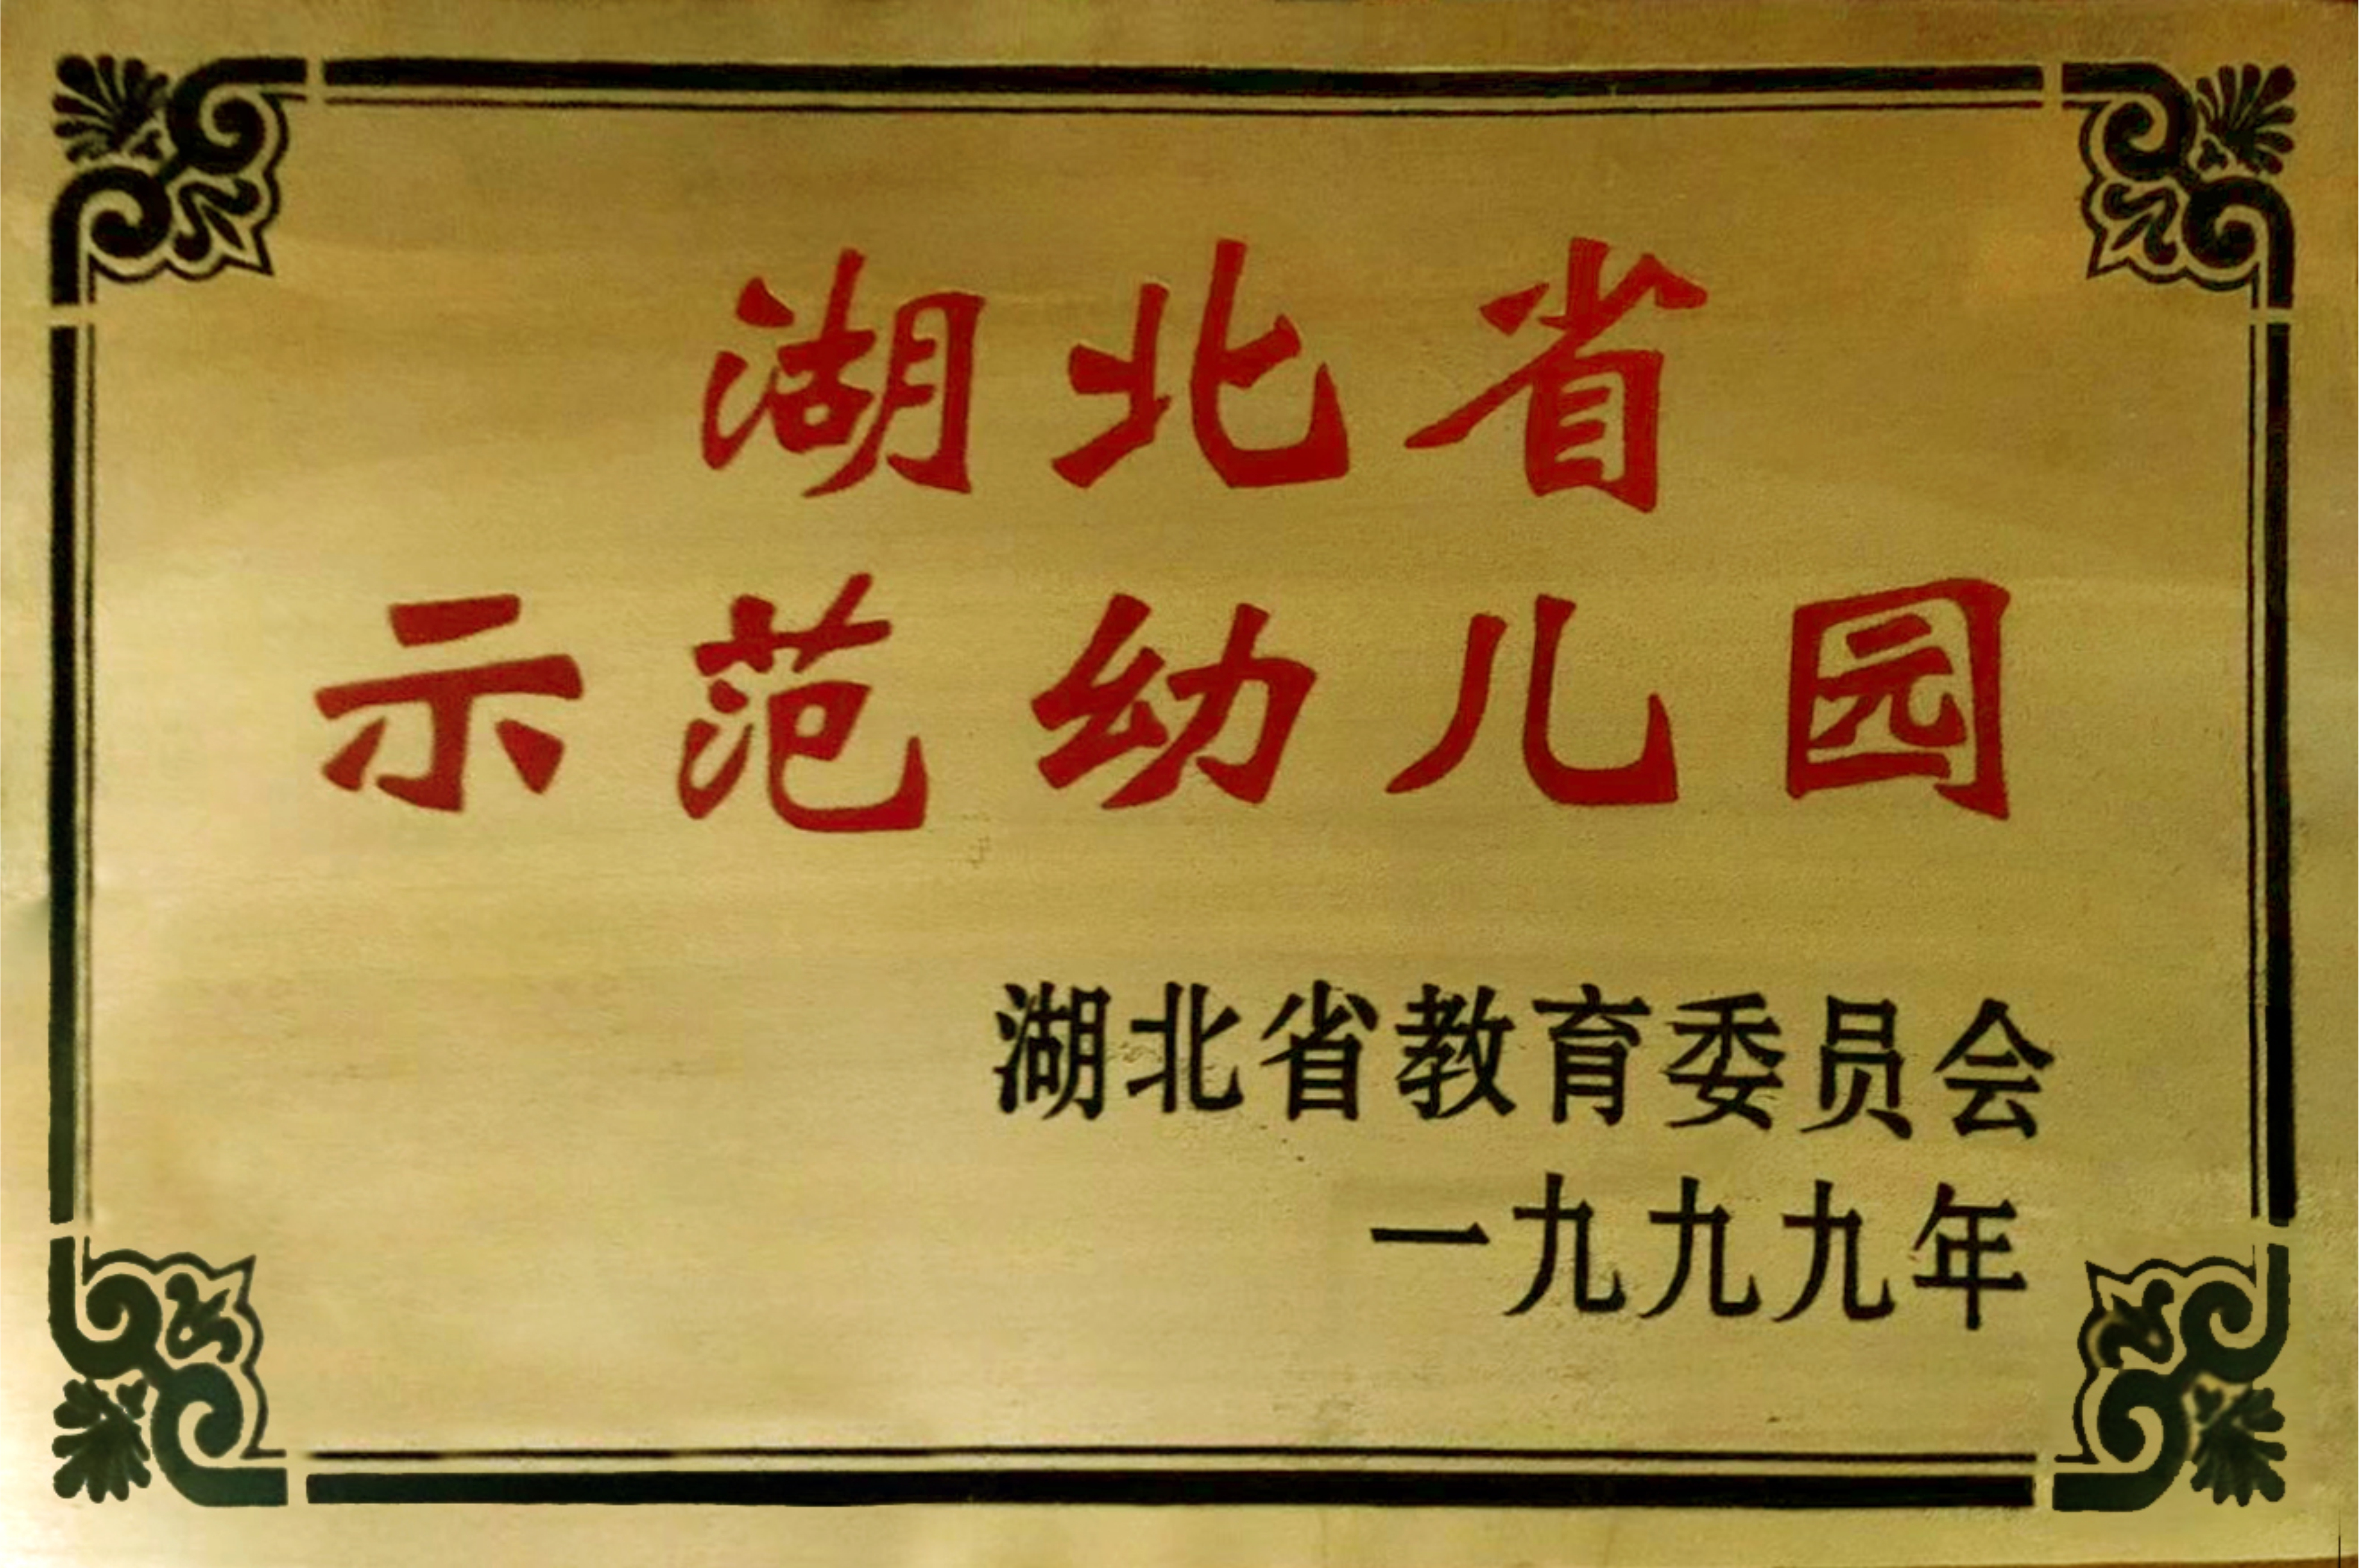 湖北省
示范幼儿园
湖北省教育委员会
一九九九年